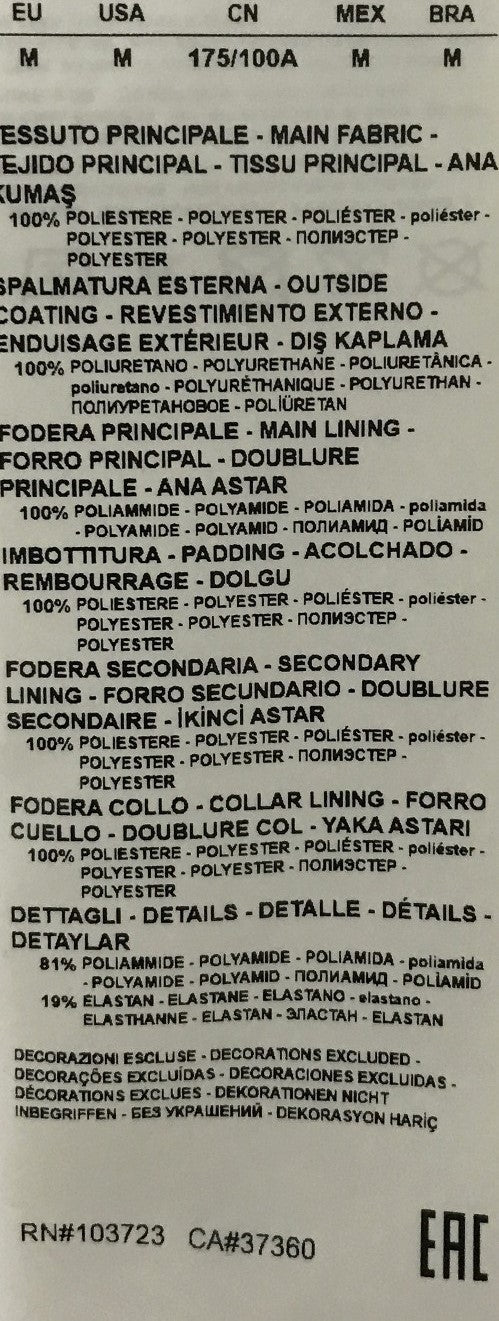 EU USA CN MEX BRA
M M 175/100A M M
ESSUTO PRINCIPALE - MAIN FABRIC -
TEJIDO PRINCIPAL - TISSU PRINCIPAL - ANA
KUMAŞ
100% POLIESTERE - POLYESTER - POLIÉSTER - poliéster -
POLYESTER - POLYESTER - ПОЛИЭСТЕР -
POLYESTER
SPALMATURA ESTERNA - OUTSIDE
COATING - REVESTIMIENTO EXTERNO -
ENDUISAGE EXTÉRIEUR - DIŞ KAPLAMA
100% POLIURETANO - POLYURETHANE - POLIURETÂNICA -
poliuretano - POLYURÉTHANIQUE - POLYURETHAN -
ПОЛИУРЕТАНОВОЕ - POLİÜRETAN
FODERA PRINCIPALE - MAIN LINING -
FORRO PRINCIPAL - DOUBLURE
PRINCIPALE - ANA ASTAR
100% POLIAMMIDE - POLYAMIDE - POLIAMIDA - poliamida
- POLYAMIDE - POLYAMID - ПОЛИАМИД - POLİAMİD
IMBOTTITURA - PADDING - ACOLCHADO -
REMBOURRAGE - DOLGU
100% POLIESTERE - POLYESTER - POLIÉSTER - poliéster -
POLYESTER - POLYESTER - ПОЛИЭСТЕР -
POLYESTER
FODERA SECONDARIA - SECONDARY
LINING - FORRO SECUNDARIO - DOUBLURE
SECONDAIRE - İKİNCİ ASTAR
100% POLIESTERE - POLYESTER - POLIÉSTER - poliéster -
POLYESTER - POLYESTER - ПОЛИЭСТЕР -
POLYESTER
FODERA COLLO - COLLAR LINING - FORRO
CUELLO - DOUBLURE COL - YAKA ASTARI
100% POLIESTERE - POLYESTER - POLIÉSTER - poliéster -
POLYESTER - POLYESTER - ПОЛИЭСТЕР -
POLYESTER
DETTAGLI - DETAILS - DETALLE - DÉTAILS -
DETAYLAR
81% POLIAMMIDE - POLYAMIDE - POLIAMIDA - poliamida
- POLYAMIDE - POLYAMID - ПОЛИАМИД - POLİAMİD
19% ELASTAN - ELASTANE - ELASTANO - elastano -
ELASTHANNE - ELASTAN - ЭЛАСТАН - ELASTAN
DECORAZIONI ESCLUSE - DECORATIONS EXCLUDED -
DECORAÇÕES EXCLUÍDAS - DECORACIONES EXCLUIDAS -
DÉCORATIONS EXCLUES - DEKORATIONEN NICHT
INBEGRIFFEN - БЕЗ УКРАШЕНИЙ - DEKORASYON HARİÇ
RN#103723 CA#37360
EAC